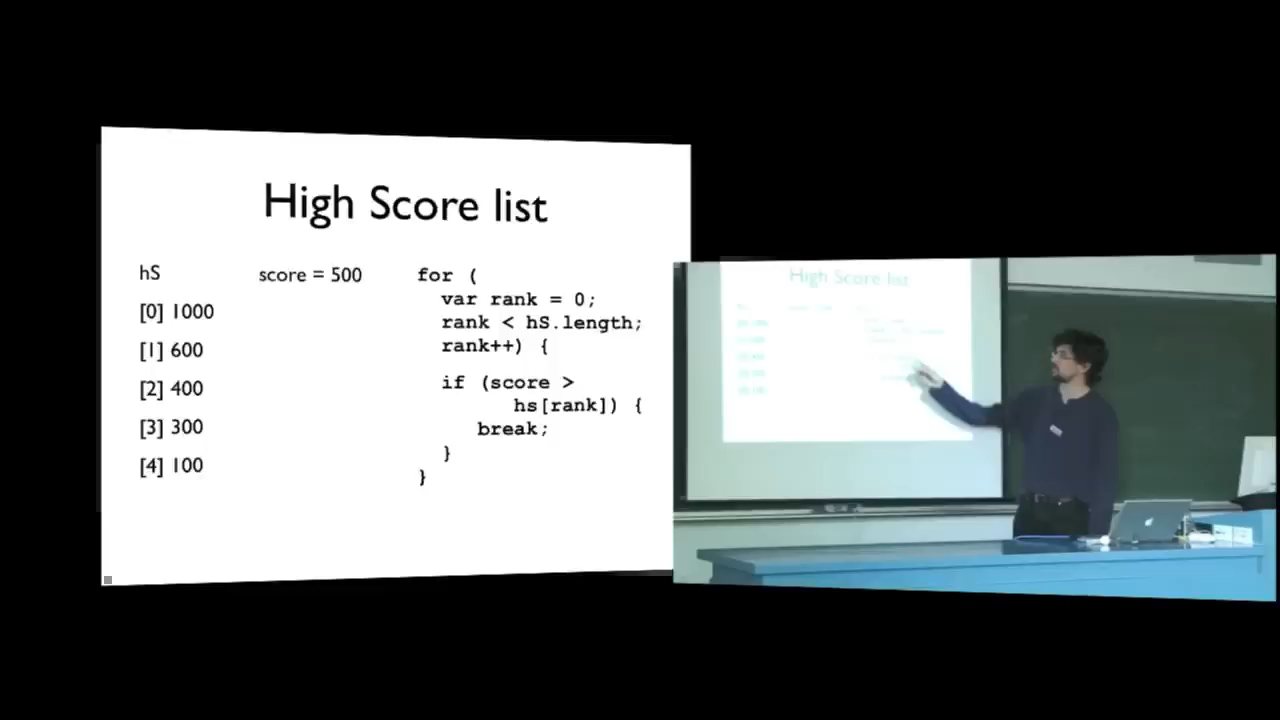 High Score list
hS
[0] 1000
[1] 600
[2] 400
[3] 300
[4] 100
score = 500
for (
var rank = 0;
rank < hS.length;
rank++) {
if (score >
hs[rank]) {
break;
}
}
High Score list